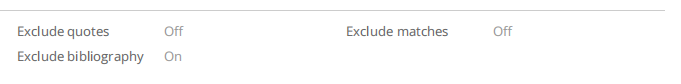 Exclude quotes Off Exclude matches Off
Exclude bibliography On